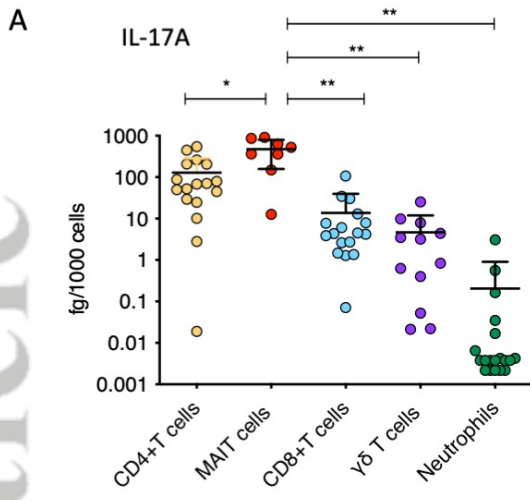 A
IL-17A
**
**
* **
1000
100
10
1
0.1
0.01
0.001
fg/1000 cells
CD4+T cells
MAIT cells
CD8+T cells
γδ T cells
Neutrophils